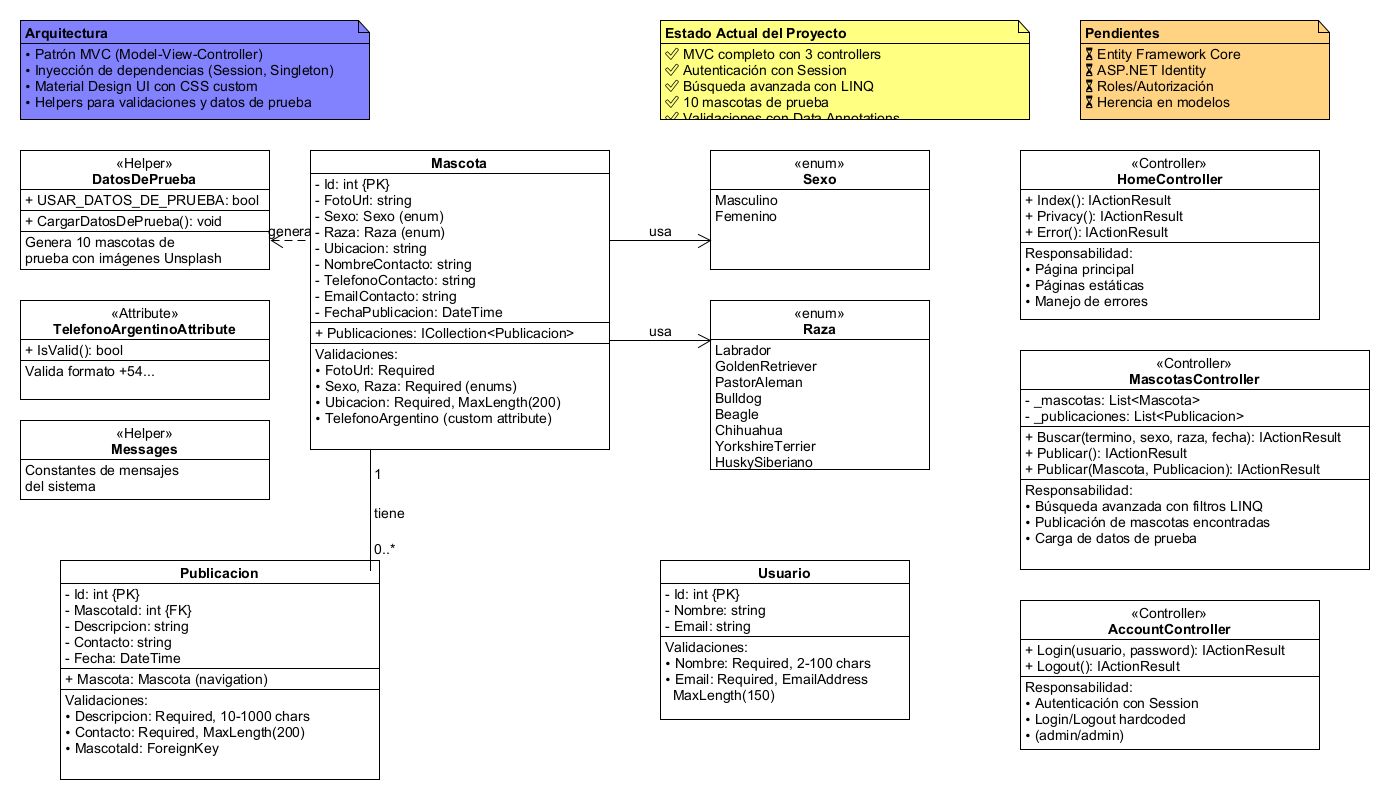 Arquitectura
• Patrón MVC (Model-View-Controller)
• Inyección de dependencias (Session, Singleton)
• Material Design UI con CSS custom
• Helpers para validaciones y datos de prueba
Estado Actual del Proyecto
✅ MVC completo con 3 controllers
✅ Autenticación con Session
✅ Búsqueda avanzada con LINQ
✅ 10 mascotas de prueba
✅ Validaciones con Data Annotations
Pendientes
⏳ Entity Framework Core
⏳ ASP.NET Identity
⏳ Roles/Autorización
⏳ Herencia en modelos
«Helper»
DatosDePrueba
+ USAR_DATOS_DE_PRUEBA: bool
+ CargarDatosDePrueba(): void
Genera 10 mascotas de
prueba con imágenes Unsplash
genera
Mascota
- Id: int {PK}
- FotoUrl: string
- Sexo: Sexo (enum)
- Raza: Raza (enum)
- Ubicacion: string
- NombreContacto: string
- TelefonoContacto: string
- EmailContacto: string
- FechaPublicacion: DateTime
+ Publicaciones: ICollection<Publicacion>
Validaciones:
• FotoUrl: Required
• Sexo, Raza: Required (enums)
• Ubicacion: Required, MaxLength(200)
• TelefonoArgentino (custom attribute)
usa
«enum»
Sexo
Masculino
Femenino
usa
«enum»
Raza
Labrador
GoldenRetriever
PastorAleman
Bulldog
Beagle
Chihuahua
YorkshireTerrier
HuskySiberiano
«Controller»
HomeController
+ Index(): IActionResult
+ Privacy(): IActionResult
+ Error(): IActionResult
Responsabilidad:
• Página principal
• Páginas estáticas
• Manejo de errores
«Attribute»
TelefonoArgentinoAttribute
+ IsValid(): bool
Valida formato +54...
«Helper»
Messages
Constantes de mensajes
del sistema
«Controller»
MascotasController
- _mascotas: List<Mascota>
- _publicaciones: List<Publicacion>
+ Buscar(termino, sexo, raza, fecha): IActionResult
+ Publicar(): IActionResult
+ Publicar(Mascota, Publicacion): IActionResult
Responsabilidad:
• Búsqueda avanzada con filtros LINQ
• Publicación de mascotas encontradas
• Carga de datos de prueba
1
tiene
0..*
Publicacion
- Id: int {PK}
- MascotaId: int {FK}
- Descripcion: string
- Contacto: string
- Fecha: DateTime
+ Mascota: Mascota (navigation)
Validaciones:
• Descripcion: Required, 10-1000 chars
• Contacto: Required, MaxLength(200)
• MascotaId: ForeignKey
Usuario
- Id: int {PK}
- Nombre: string
- Email: string
Validaciones:
• Nombre: Required, 2-100 chars
• Email: Required, EmailAddress
MaxLength(150)
«Controller»
AccountController
+ Login(usuario, password): IActionResult
+ Logout(): IActionResult
Responsabilidad:
• Autenticación con Session
• Login/Logout hardcoded
• (admin/admin)